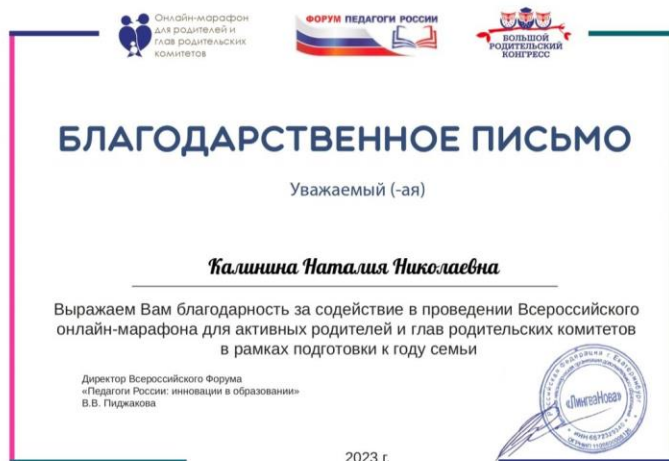 Онлайн-марафон
для родителей и
глав родительских
комитетов
ФОРУМ ПЕДАГОГИ РОССИИ
БОЛЬШОЙ
РОДИТЕЛЬСКИЙ
КОНГРЕСС
БЛАГОДАРСТВЕННОЕ ПИСЬМО
Уважаемый (-ая)
Калинина Наталия Николаевна
Выражаем Вам благодарность за содействие в проведении Всероссийского
онлайн-марафона для активных родителей и глав родительских комитетов
в рамках подготовки к году семьи
Директор Всероссийского Форума
«Педагоги России: инновации в образовании»
В.В. Пиджакова
«ЛингваНова»
2023 г.